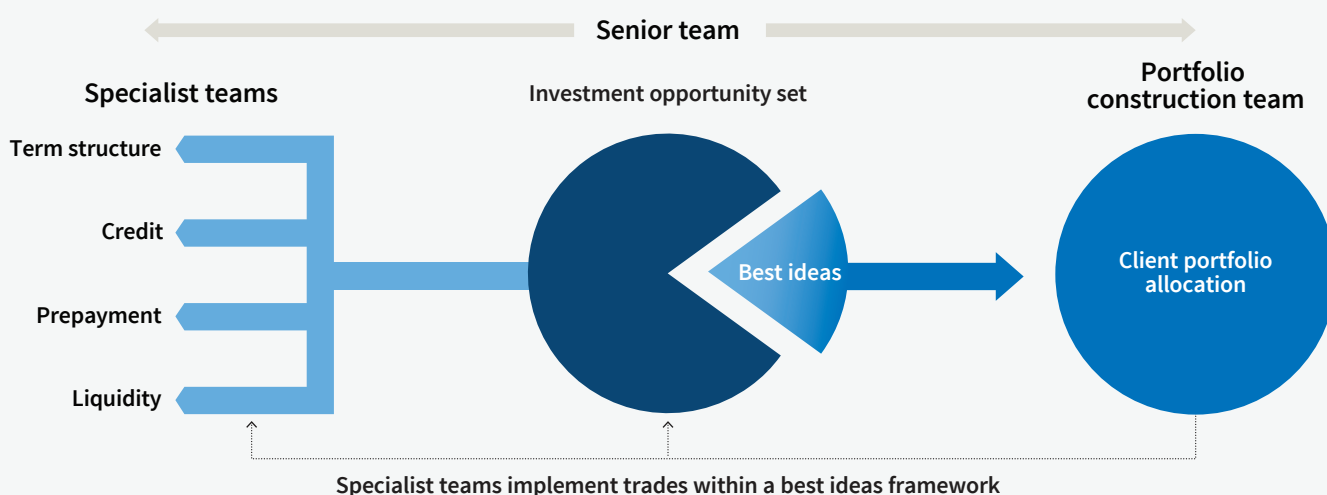 Senior team
Specialist teams
Investment opportunity set
Portfolio
construction team
Term structure
Credit
Prepayment
Liquidity
Best ideas
Client portfolio
allocation
Specialist teams implement trades within a best ideas framework